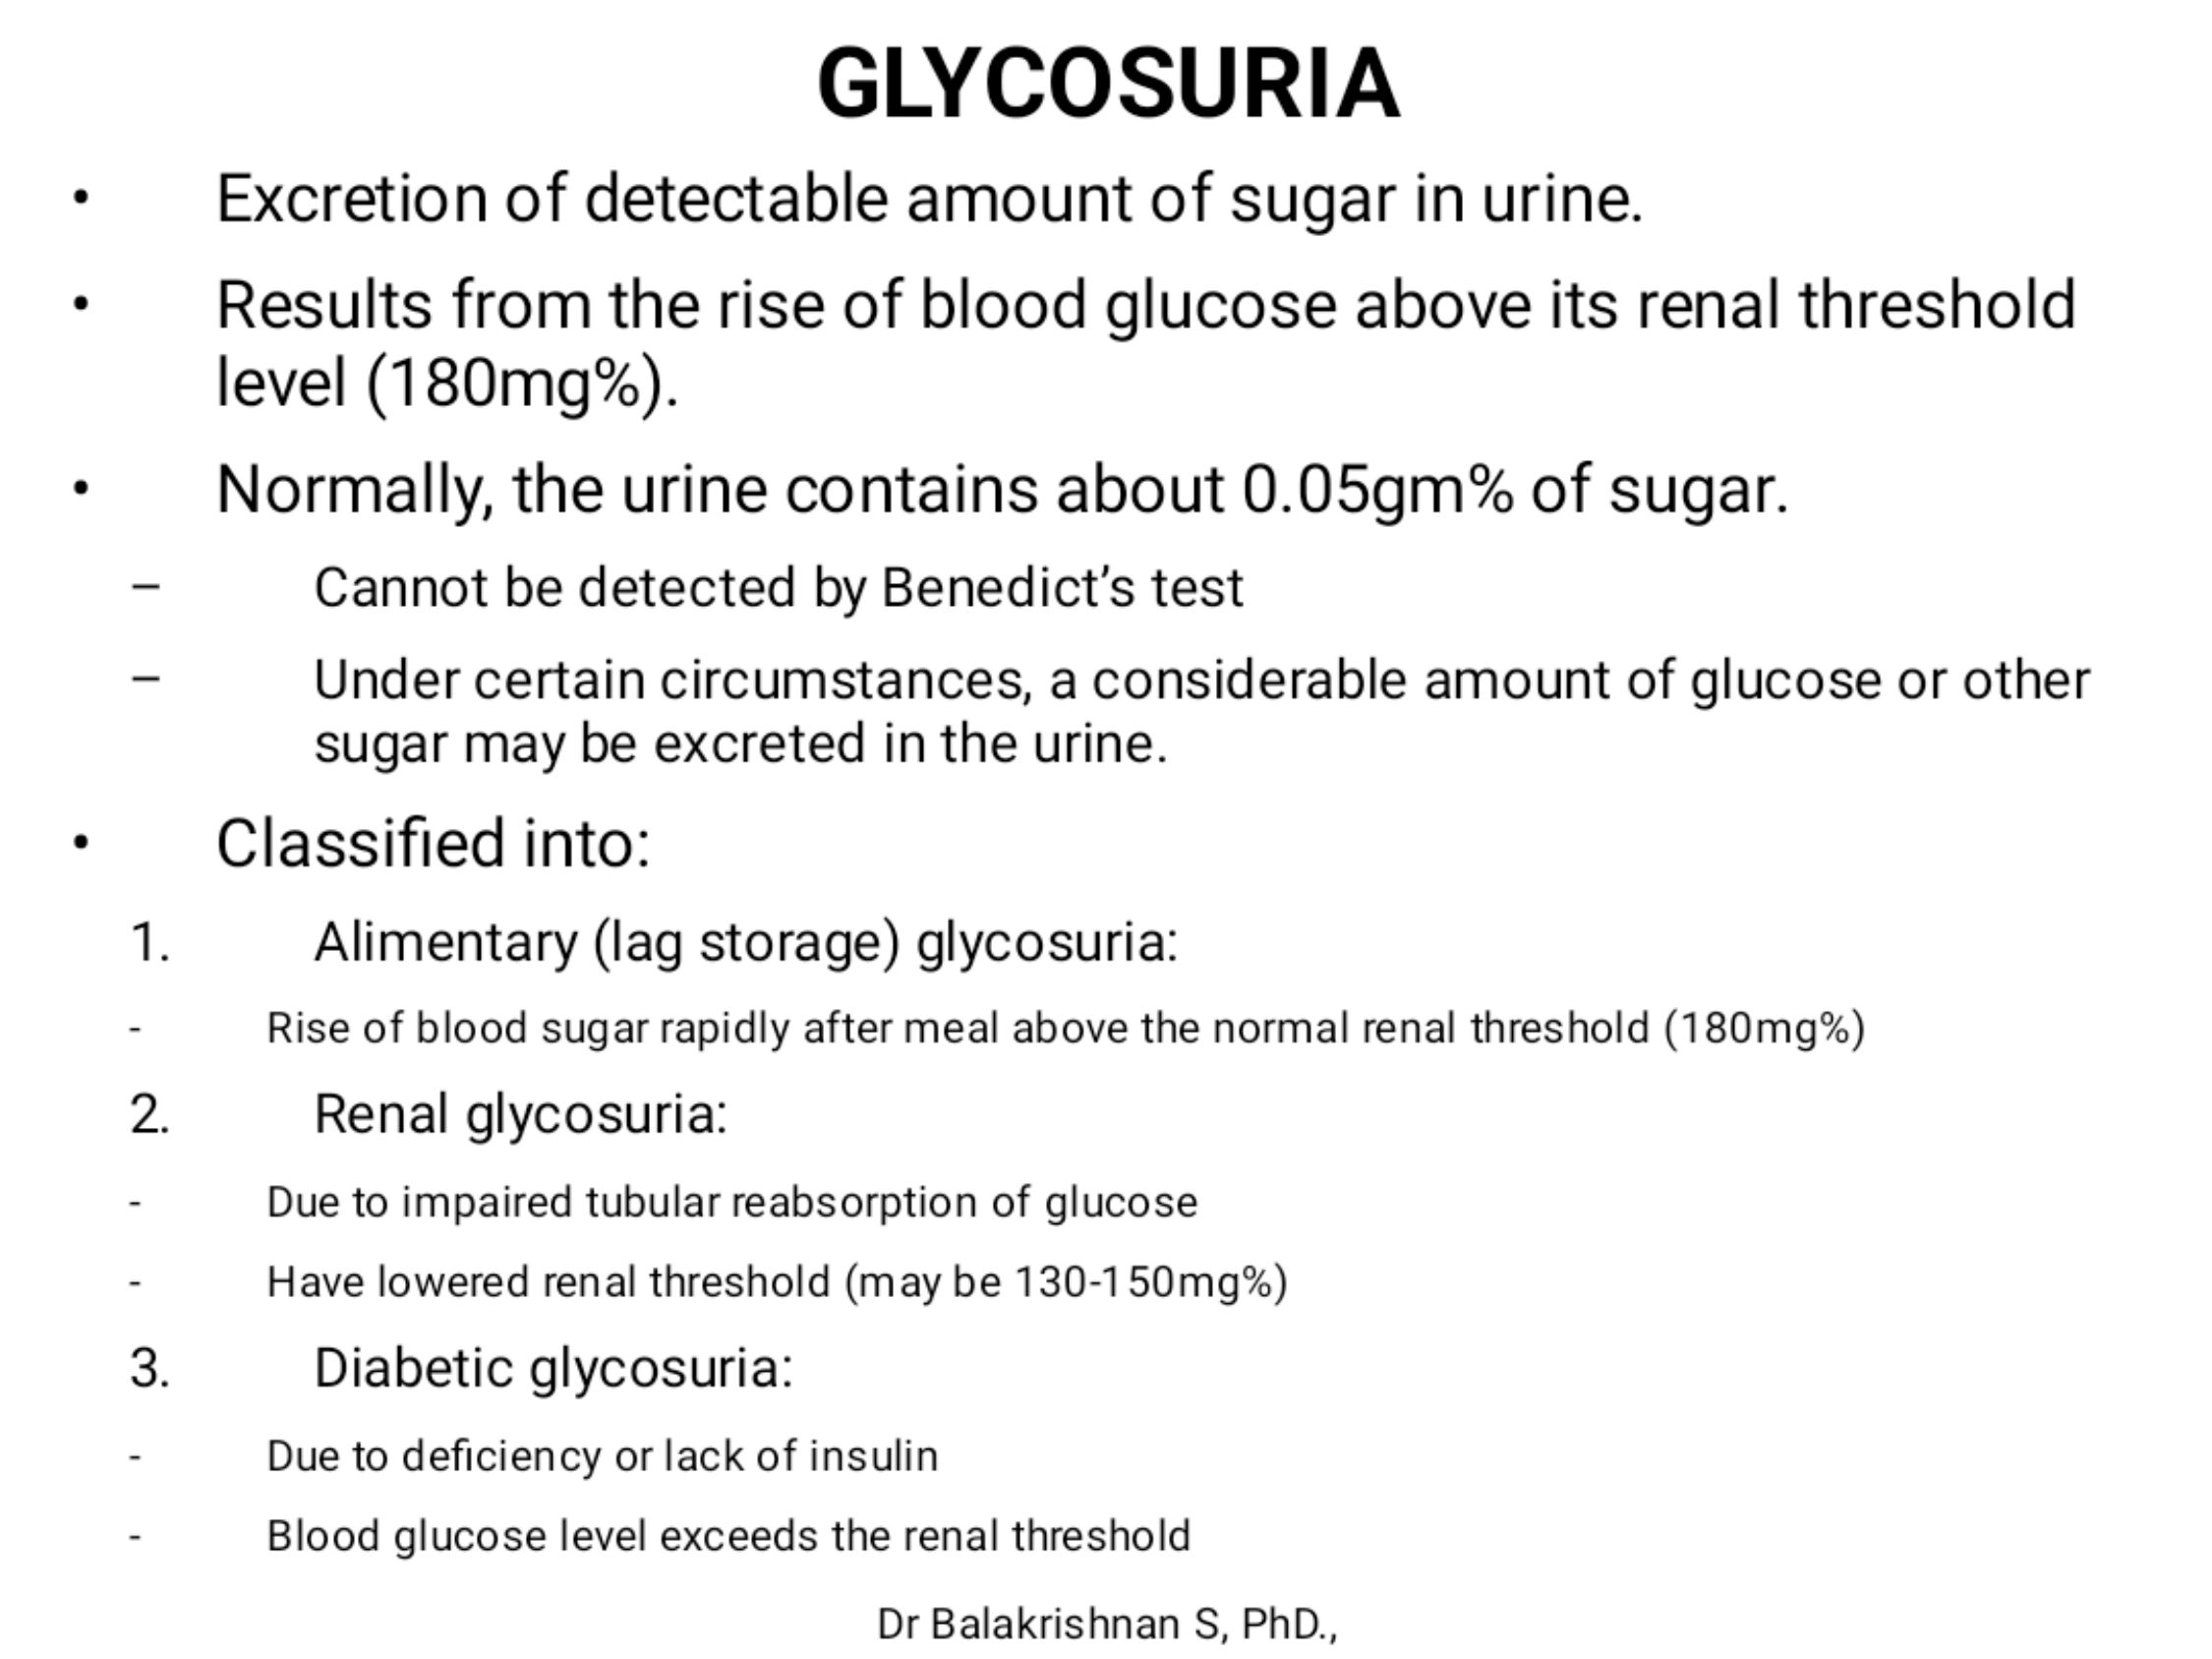 GLYCOSURIA
• Excretion of detectable amount of sugar in urine.
• Results from the rise of blood glucose above its renal threshold
level (180mg%).
• Normally, the urine contains about 0.05gm% of sugar.
– Cannot be detected by Benedict’s test
– Under certain circumstances, a considerable amount of glucose or other
sugar may be excreted in the urine.
• Classified into:
1. Alimentary (lag storage) glycosuria:
- Rise of blood sugar rapidly after meal above the normal renal threshold (180mg%)
2. Renal glycosuria:
- Due to impaired tubular reabsorption of glucose
- Have lowered renal threshold (may be 130-150mg%)
3. Diabetic glycosuria:
- Due to deficiency or lack of insulin
- Blood glucose level exceeds the renal threshold
Dr Balakrishnan S, PhD.,